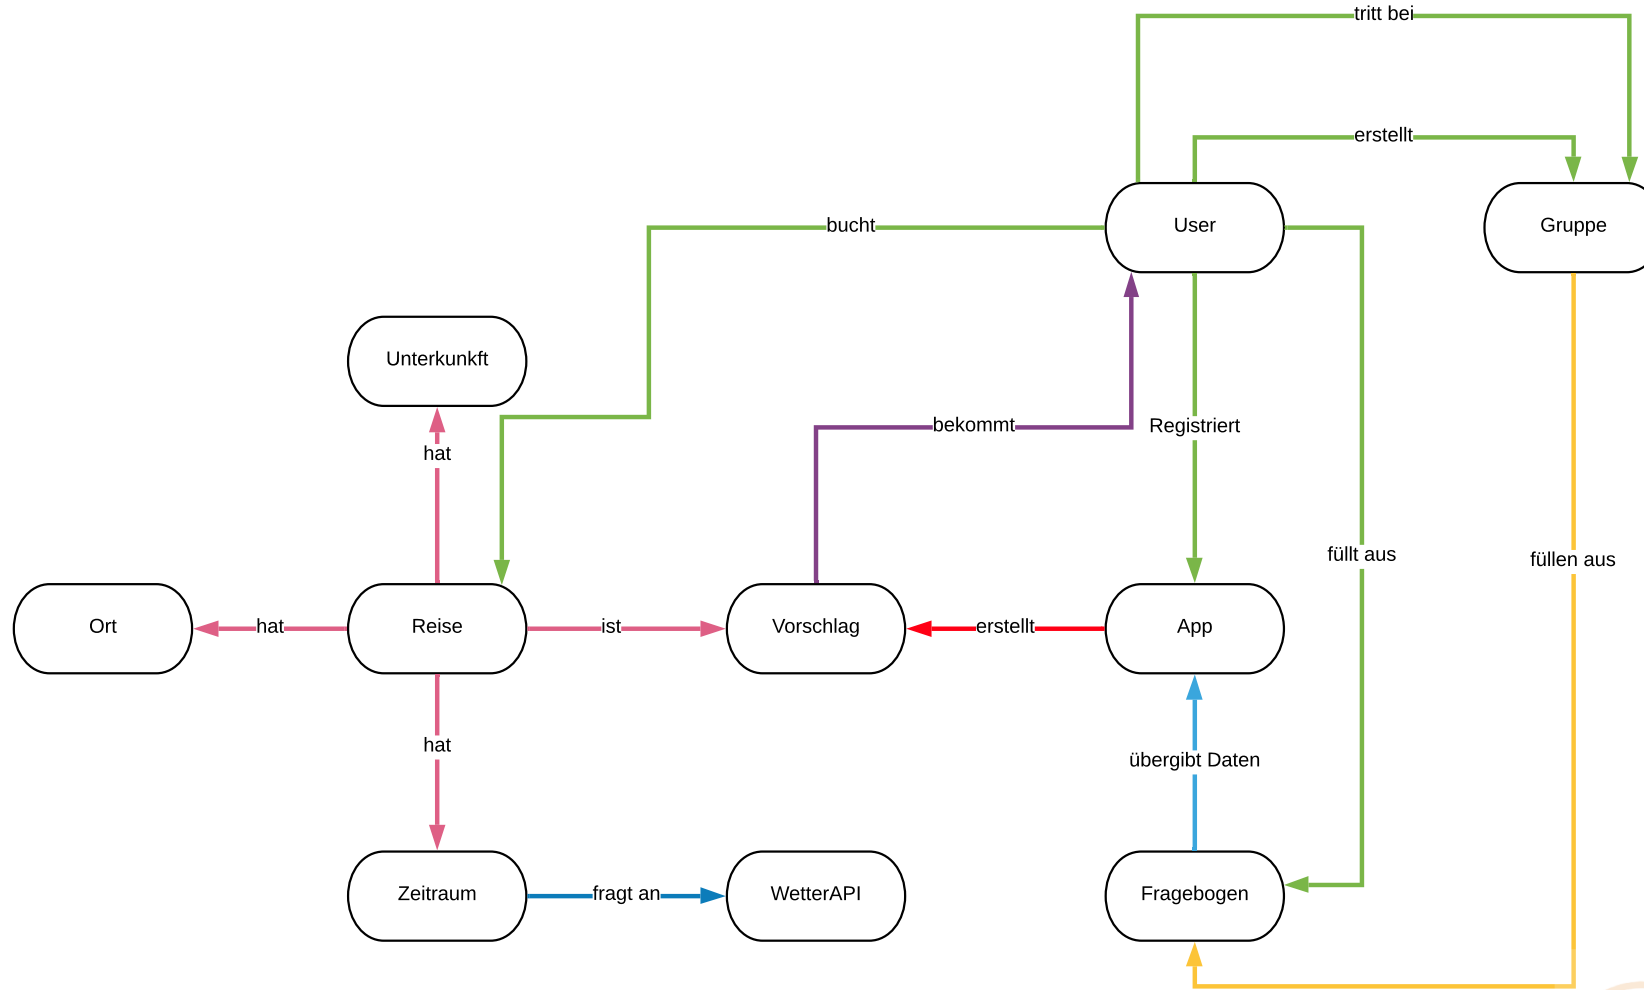 tritt bei
erstellt
bucht
User
Gruppe
Unterkunkft
bekommt
Registriert
hat
füllt aus
füllen aus
Ort
hat
Reise
ist
Vorschlag
erstellt
App
hat
übergibt Daten
Zeitraum
fragt an
WetterAPI
Fragebogen